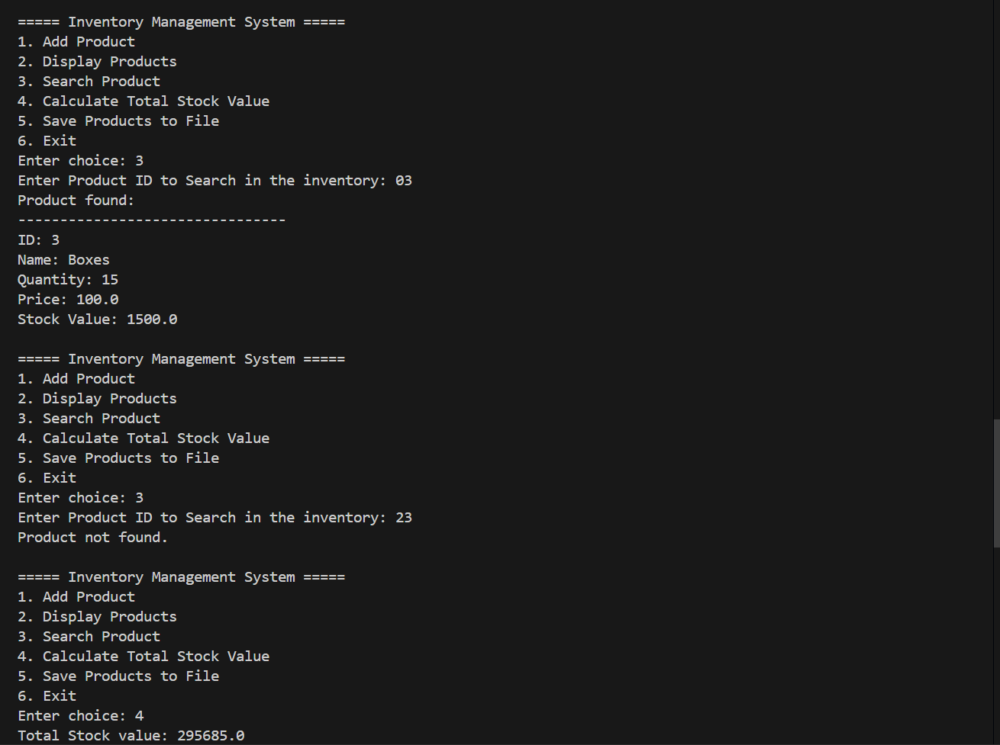 ===== Inventory Management System =====
1. Add Product
2. Display Products
3. Search Product
4. Calculate Total Stock Value
5. Save Products to File
6. Exit
Enter choice: 3
Enter Product ID to Search in the inventory: 03
Product found:
--------------------------------
ID: 3
Name: Boxes
Quantity: 15
Price: 100.0
Stock Value: 1500.0

===== Inventory Management System =====
1. Add Product
2. Display Products
3. Search Product
4. Calculate Total Stock Value
5. Save Products to File
6. Exit
Enter choice: 3
Enter Product ID to Search in the inventory: 23
Product not found.

===== Inventory Management System =====
1. Add Product
2. Display Products
3. Search Product
4. Calculate Total Stock Value
5. Save Products to File
6. Exit
Enter choice: 4
Total Stock value: 295685.0